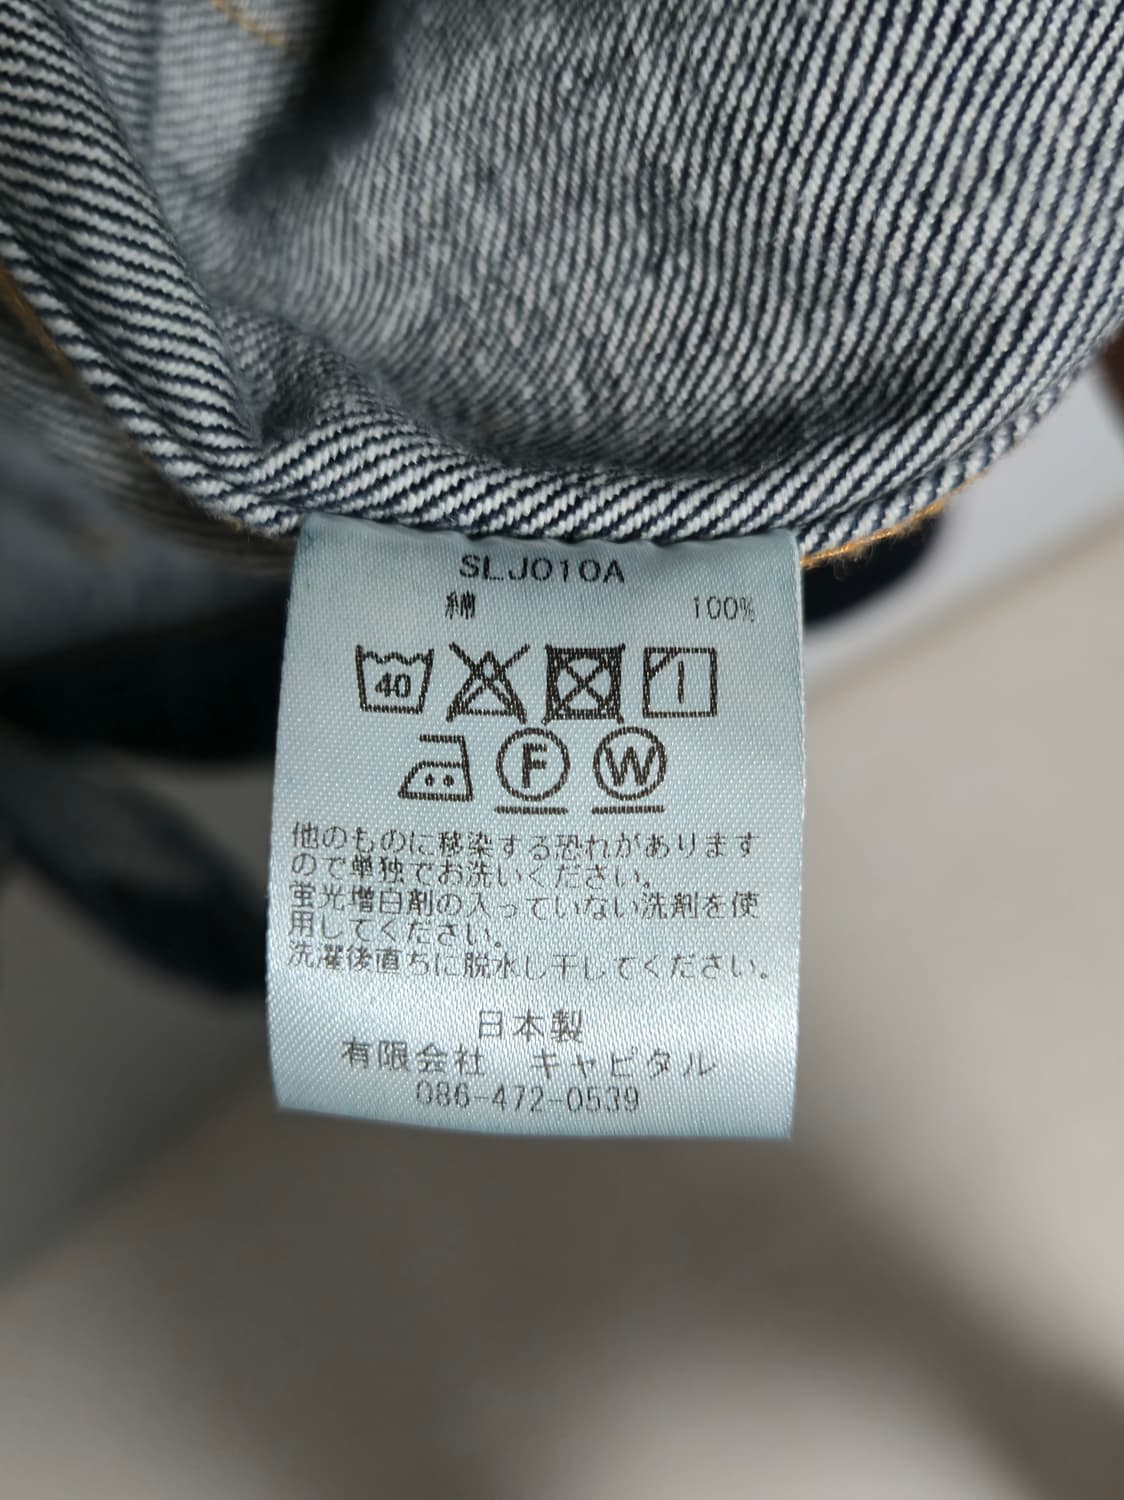 SLJ010A
綿 100%
40
F W
他のものに移染する恐れがあります
ので単独でお洗いください。
蛍光増白剤の入っていない洗剤を使
用してください。
洗濯後直ちに脱水し干してください。
日本製
有限会社 キャピタル
086-472-0539